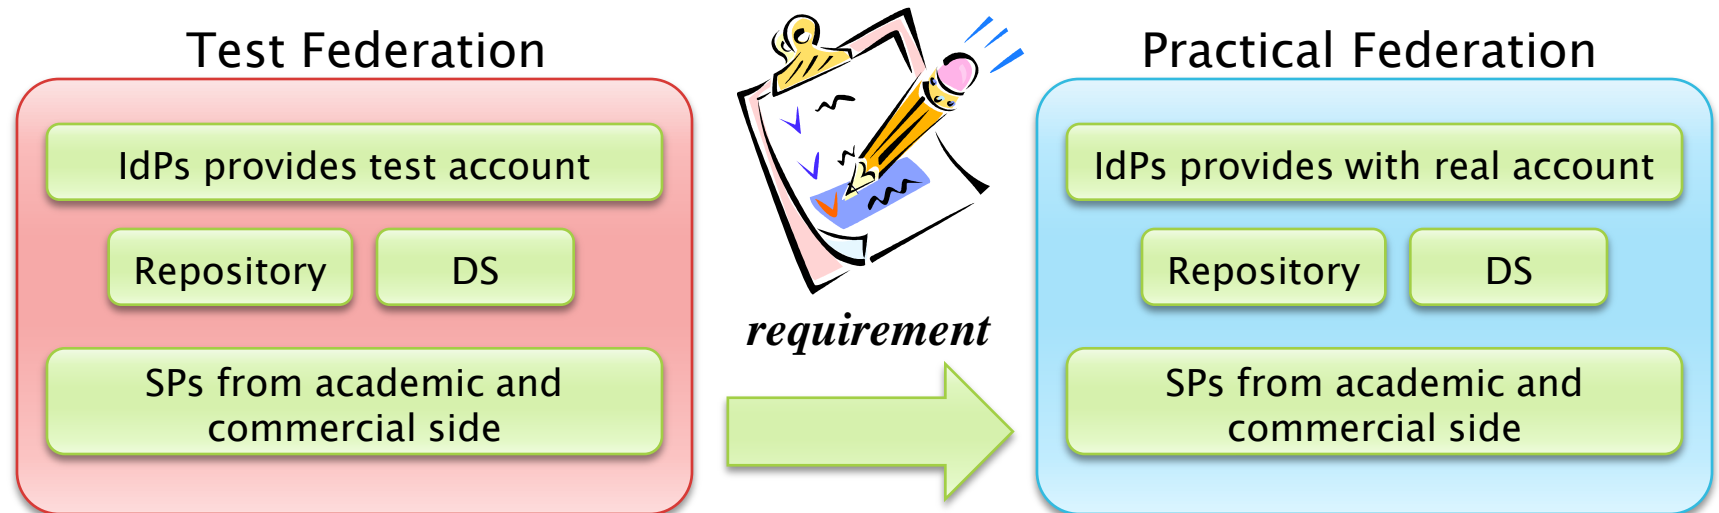 Test Federation
IdPs provides test account
Repository
DS
SPs from academic and
commercial side
requirement
Practical Federation
IdPs provides with real account
Repository
DS
SPs from academic and
commercial side